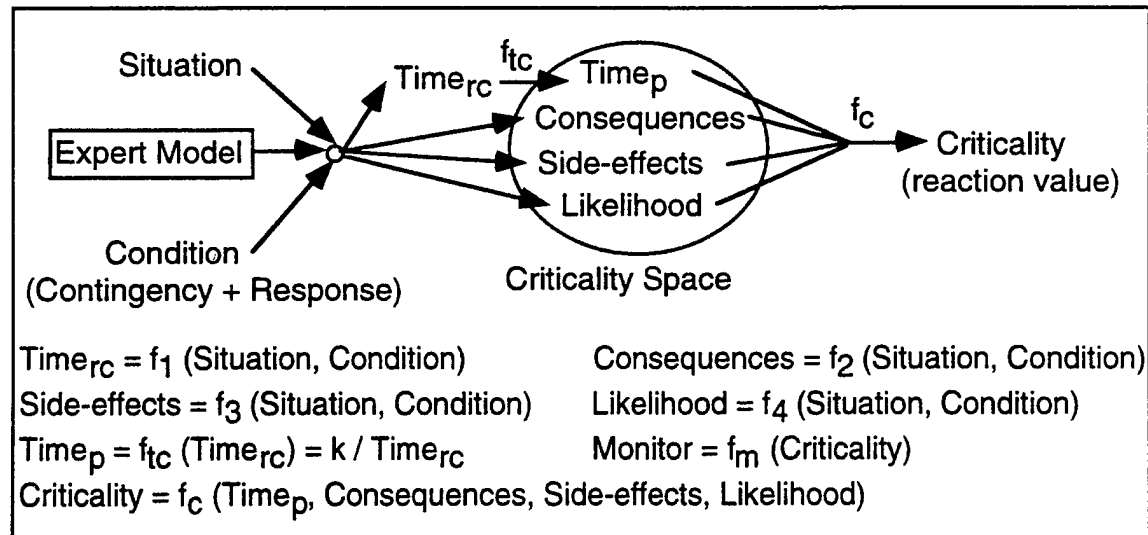 Situation
Time_rc
f_tc
Time_p
Consequences
Side-effects
Likelihood
f_c
Criticality
(reaction value)
Expert Model
Condition
(Contingency + Response)
Criticality Space
Time_rc = f_1 (Situation, Condition)
Consequences = f_2 (Situation, Condition)
Side-effects = f_3 (Situation, Condition)
Likelihood = f_4 (Situation, Condition)
Time_p = f_tc (Time_rc) = k / Time_rc
Monitor = f_m (Criticality)
Criticality = f_c (Time_p, Consequences, Side-effects, Likelihood)